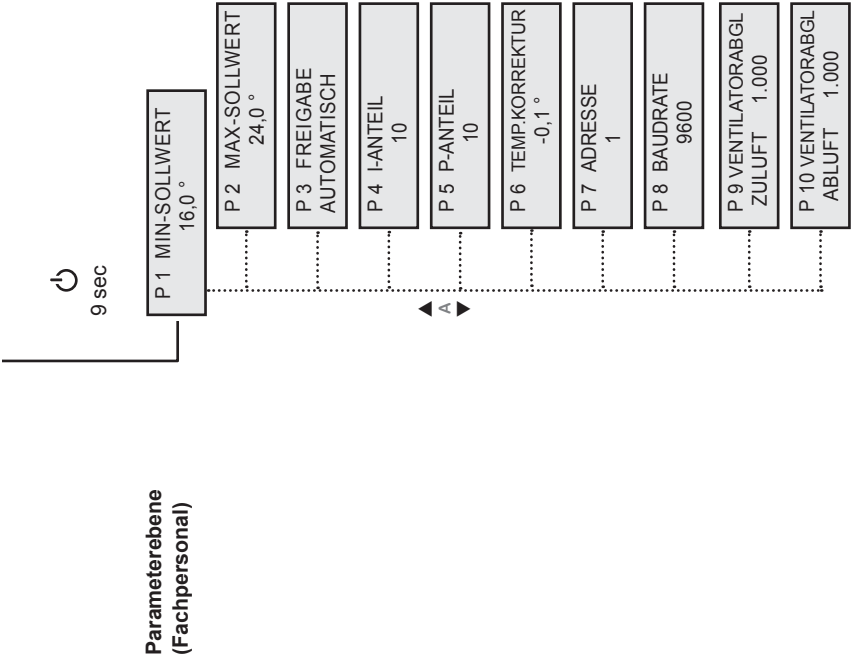 Parameterebene
(Fachpersonal)
9 sec
P 1 MIN-SOLLWERT
16,0 °
A
P 2 MAX-SOLLWERT
24,0 °
P 3 FREIGABE
AUTOMATISCH
P 4 I-ANTEIL
10
P 5 P-ANTEIL
10
P 6 TEMP.KORREKTUR
-0,1 °
P 7 ADRESSE
1
P 8 BAUDRATE
9600
P 9 VENTILATORABGL
ZULUFT 1.000
P 10 VENTILATORABGL
ABLUFT 1.000